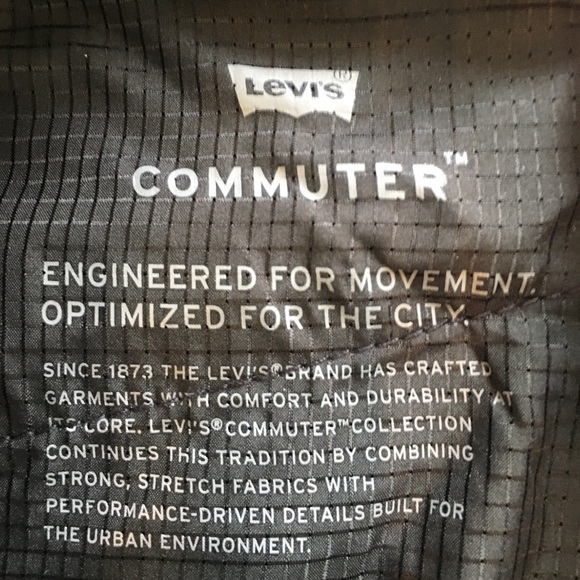 Levi's®
COMMUTER™
ENGINEERED FOR MOVEMENT.
OPTIMIZED FOR THE CITY.
SINCE 1873 THE LEVI'S® BRAND HAS CRAFTED
GARMENTS WITH COMFORT AND DURABILITY AT
ITS CORE. LEVI'S® COMMUTER™ COLLECTION
CONTINUES THIS TRADITION BY COMBINING
STRONG, STRETCH FABRICS WITH
PERFORMANCE-DRIVEN DETAILS BUILT FOR
THE URBAN ENVIRONMENT.